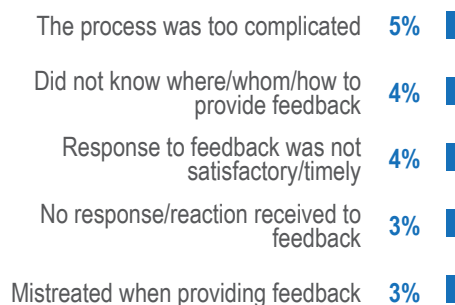 The process was too complicated 5%
Did not know where/whom/how to
provide feedback 4%
Response to feedback was not
satisfactory/timely 4%
No response/reaction received to
feedback 3%
Mistreated when providing feedback 3%